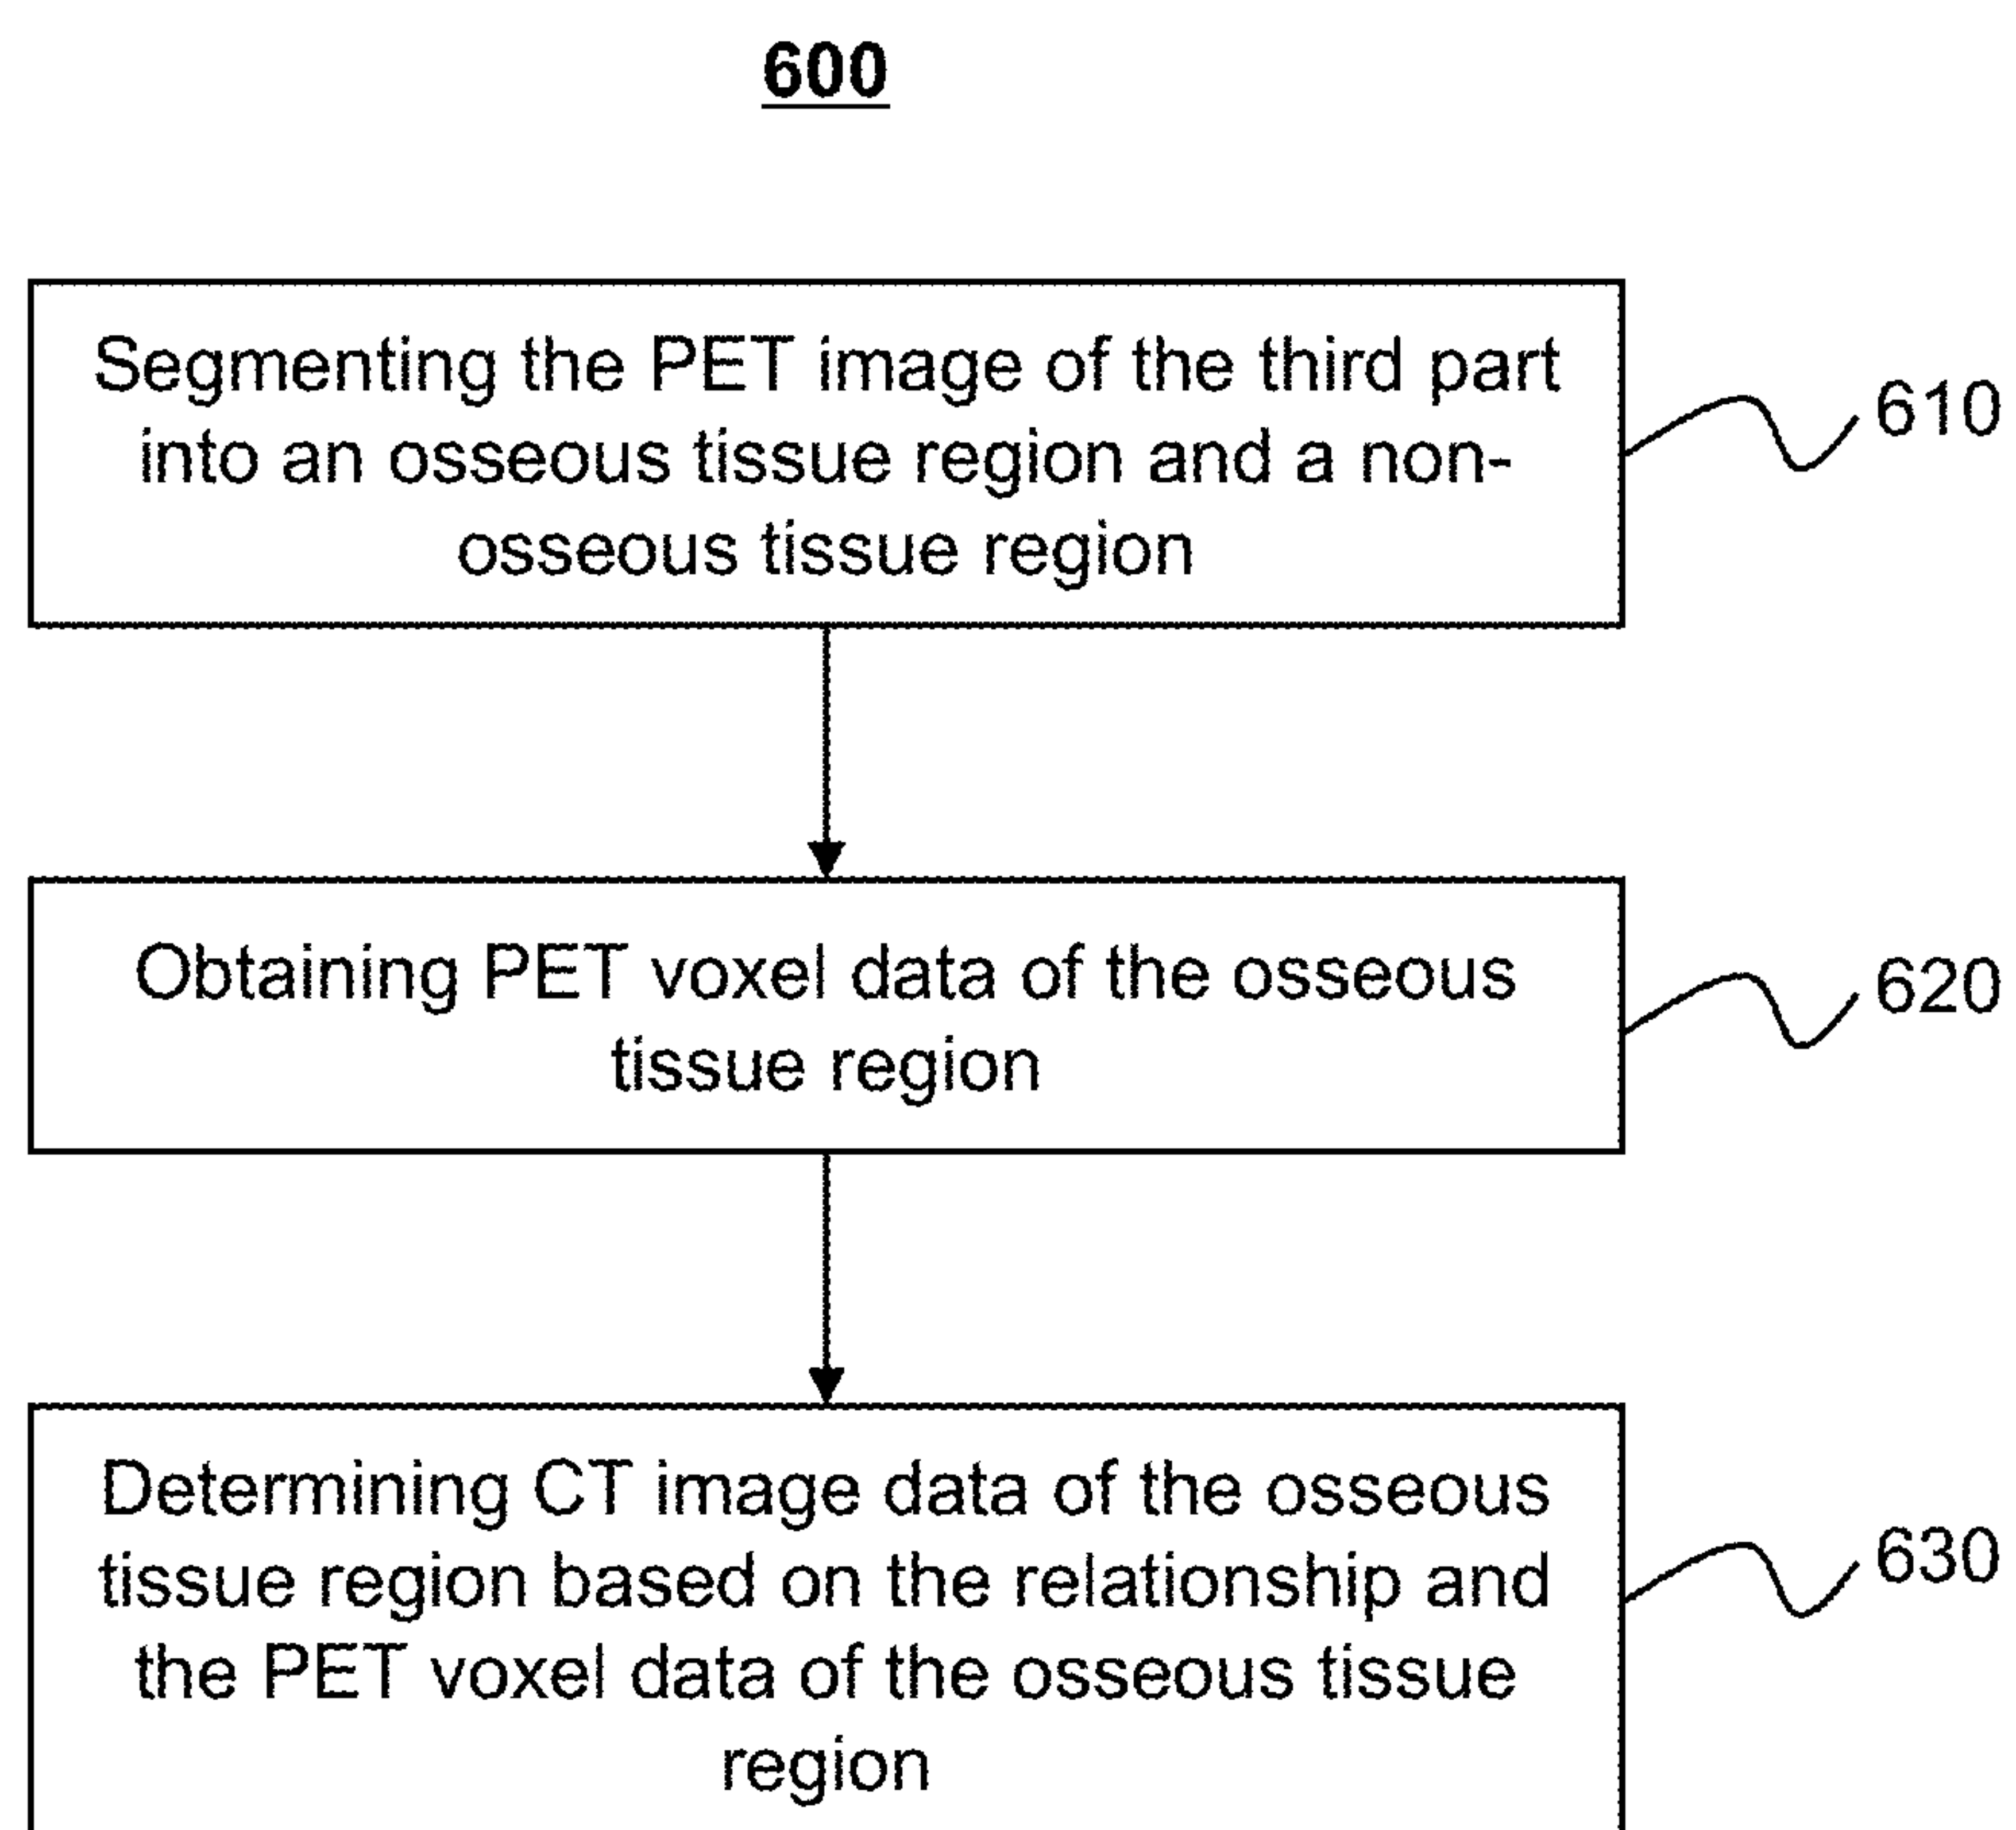 600
Segmenting the PET image of the third part
into an osseous tissue region and a non-
osseous tissue region
610
Obtaining PET voxel data of the osseous
tissue region
620
Determining CT image data of the osseous
tissue region based on the relationship and
the PET voxel data of the osseous tissue
region
630